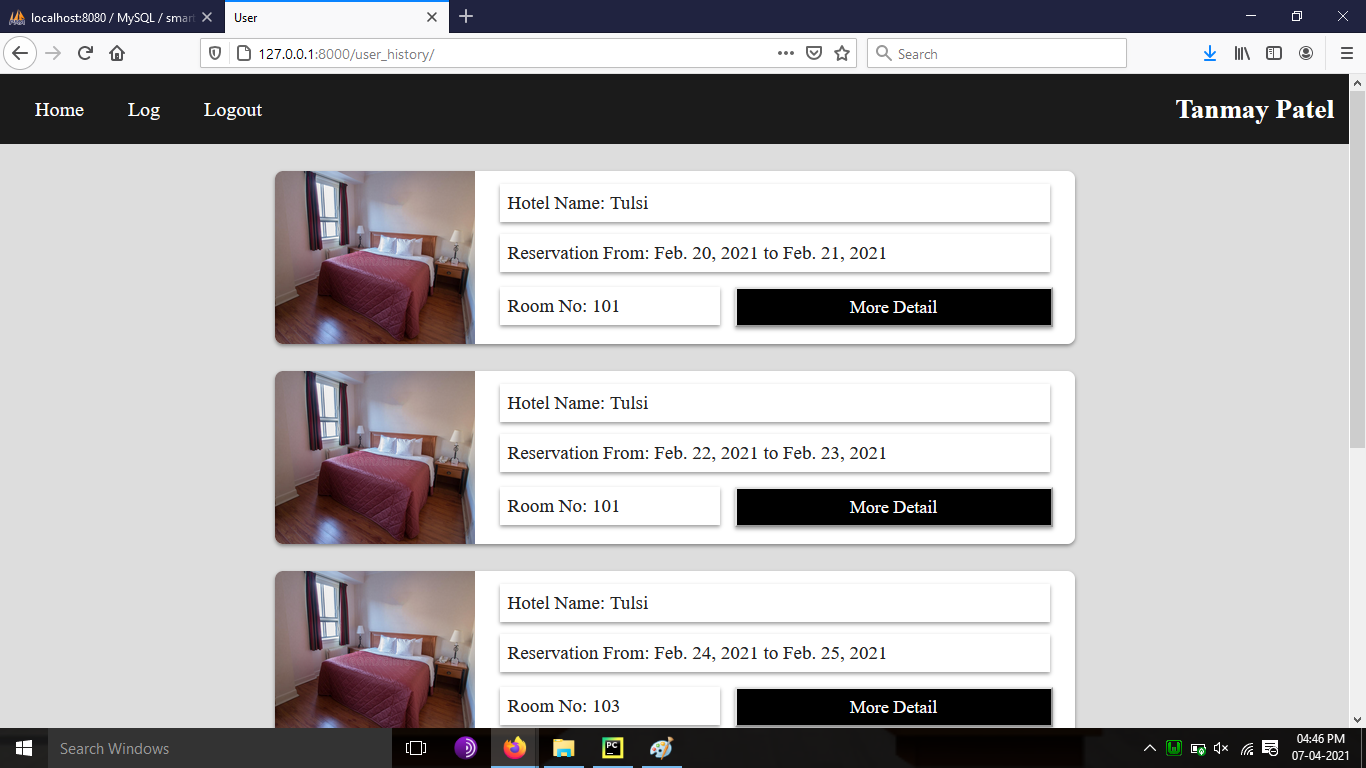 localhost:8080 / MySQL / smar
User
127.0.0.1:8000/user_history/
Search
Home Log Logout Tanmay Patel
Hotel Name: Tulsi
Reservation From: Feb. 20, 2021 to Feb. 21, 2021
Room No: 101 More Detail
Hotel Name: Tulsi
Reservation From: Feb. 22, 2021 to Feb. 23, 2021
Room No: 101 More Detail
Hotel Name: Tulsi
Reservation From: Feb. 24, 2021 to Feb. 25, 2021
Room No: 103 More Detail
Search Windows
PC
04:46 PM
07-04-2021